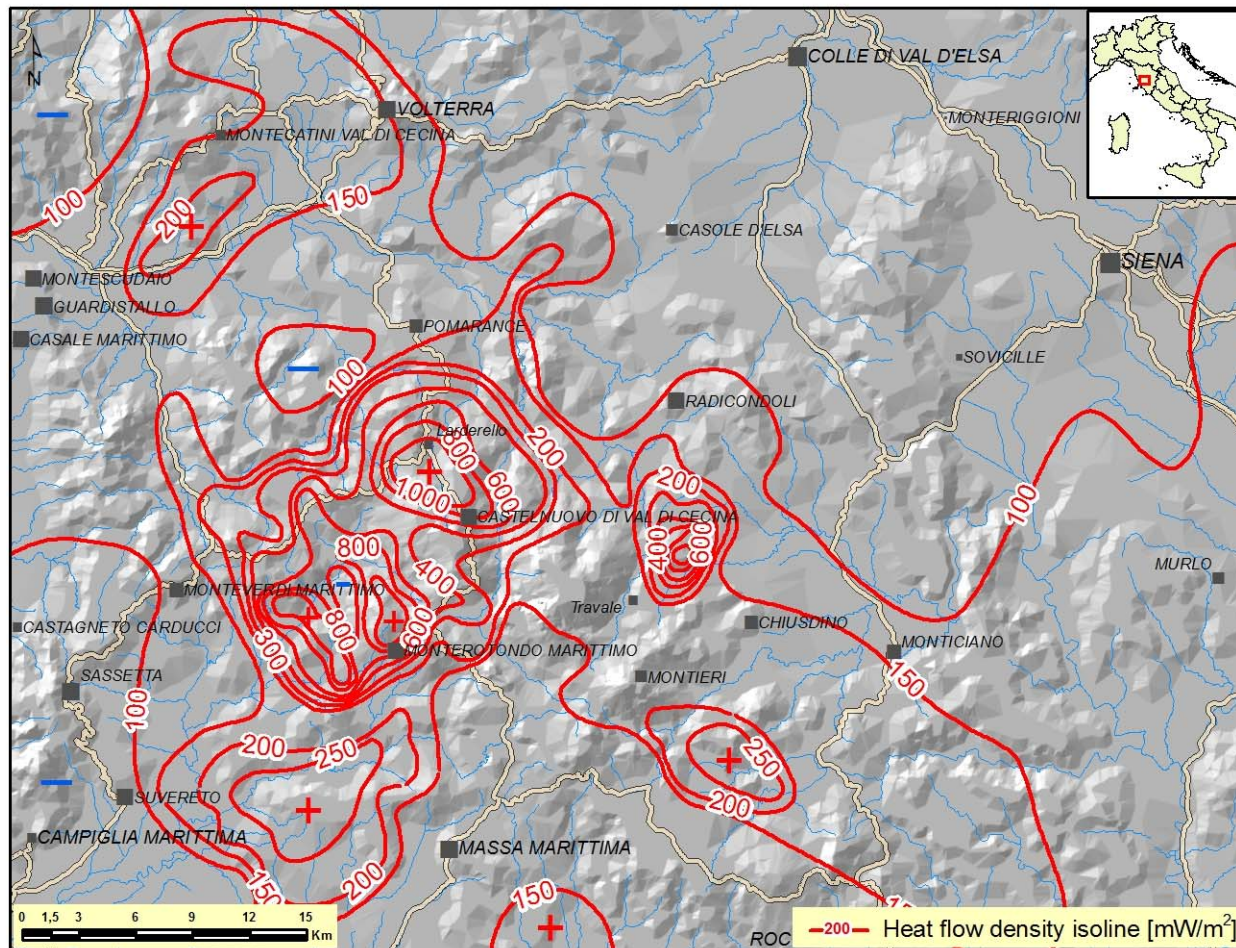 COLLE DI VAL D'ELSA
N
VOLTERRA
MONTERIGGIONI
MONTECATINI VAL DI CECINA
100
150
200
CASOLE D'ELSA
SIENA
MONTESCUDAIO
GUARDISTALLO
POMARANCE
CASALE MARITTIMO
SOVICILLE
100
RADICONDOLI
Larderello
200
800
200
600
1000
100
CASTELNUOVO DI VAL DI CECINA
800
400
600
400
MURLO
MONTEVERDI MARITTIMO
Travale
800
CHIUSDINO
CASTAGNETO CARDUCCI
600
300
MONTEROTONDO MARITTIMO
MONTICIANO
SASSETTA
MONTIERI
150
100
200
250
250
SUVERETO
200
CAMPIGLIA MARITTIMA
MASSA MARITTIMA
150
200
150
ROC
0 1,5 3 6 9 12 15
Km
200 Heat flow density isoline [mW/m²]